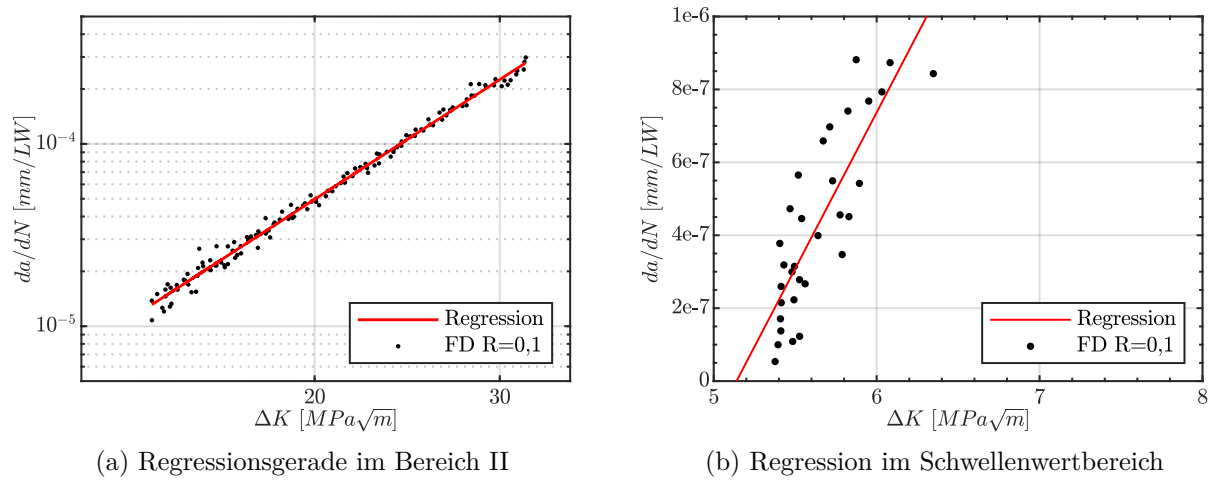 da/dN [mm/LW]
10⁻⁴
10⁻⁵
20
30
ΔK [MPa√m]
Regression
FD R=0,1
(a) Regressionsgerade im Bereich II
da/dN [mm/LW]
1e-6
8e-7
6e-7
4e-7
2e-7
0
5
6
7
8
ΔK [MPa√m]
Regression
FD R=0,1
(b) Regression im Schwellenwertbereich